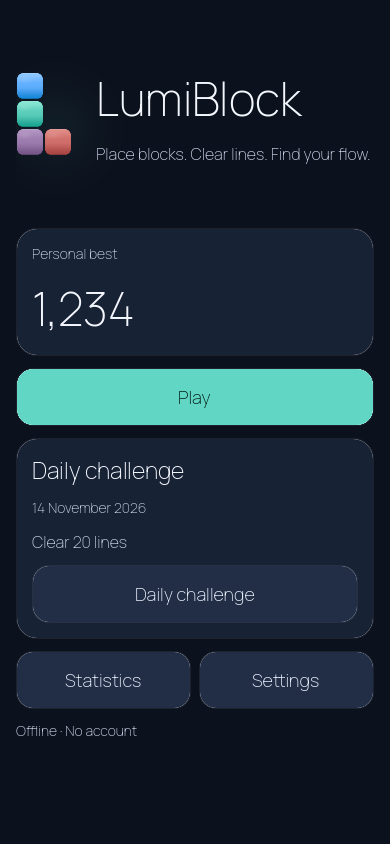 LumiBlock
Place blocks. Clear lines. Find your flow.
Personal best
1,234
Play
Daily challenge
14 November 2026
Clear 20 lines
Daily challenge
Statistics
Settings
Offline · No account